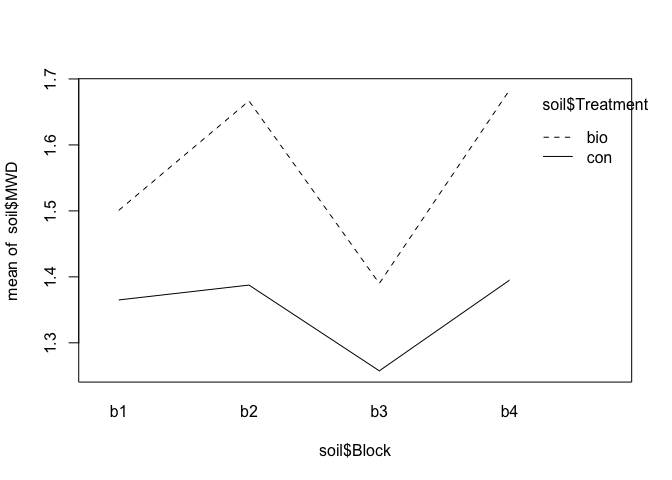 1.7
1.6
1.5
1.4
1.3
mean of soil$MWD
soil$Treatment
bio
con
b1 b2 b3 b4
soil$Block